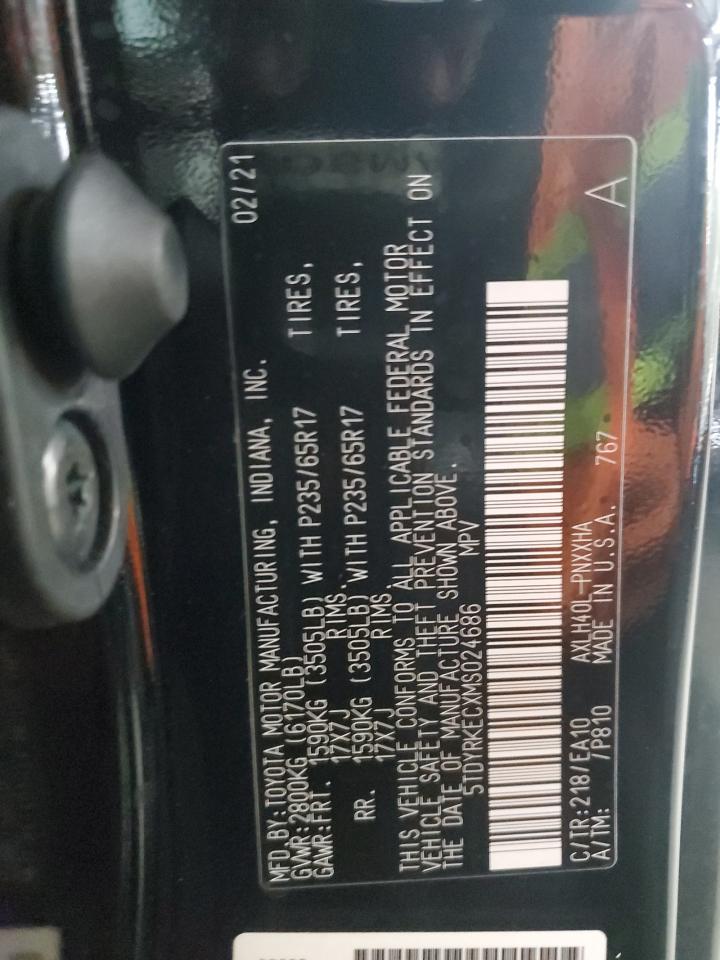 MFD.BY:TOYOTA MOTOR MANUFACTURING, INDIANA, INC. 02/21
GVWR:2800KG (6170LB)
GAWR:FRT. 1590KG (3505LB) WITH P235/65R17 TIRES,
17X7J RIMS.
RR. 1590KG (3505LB) WITH P235/65R17 TIRES,
17X7J RIMS.
THIS VEHICLE CONFORMS TO ALL APPLICABLE FEDERAL MOTOR
VEHICLE SAFETY AND THEFT PREVENTION STANDARDS IN EFFECT ON
THE DATE OF MANUFACTURE SHOWN ABOVE.
5TDYRKECXMS024686 MPV
C/TR:218/EA10 AXLH40L-PNXXHA
A/TM: /P810 MADE IN U.S.A. 767 A